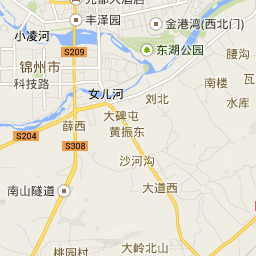 丰泽园
金港湾(西北门)
小凌河
S209
东湖公园
腰沟
锦州市
科技路
南楼
女儿河
刘北
水库
大碑屯
薛西
黄振东
S204
S308
沙河沟
南山隧道
大道西
大岭北山
桃园村